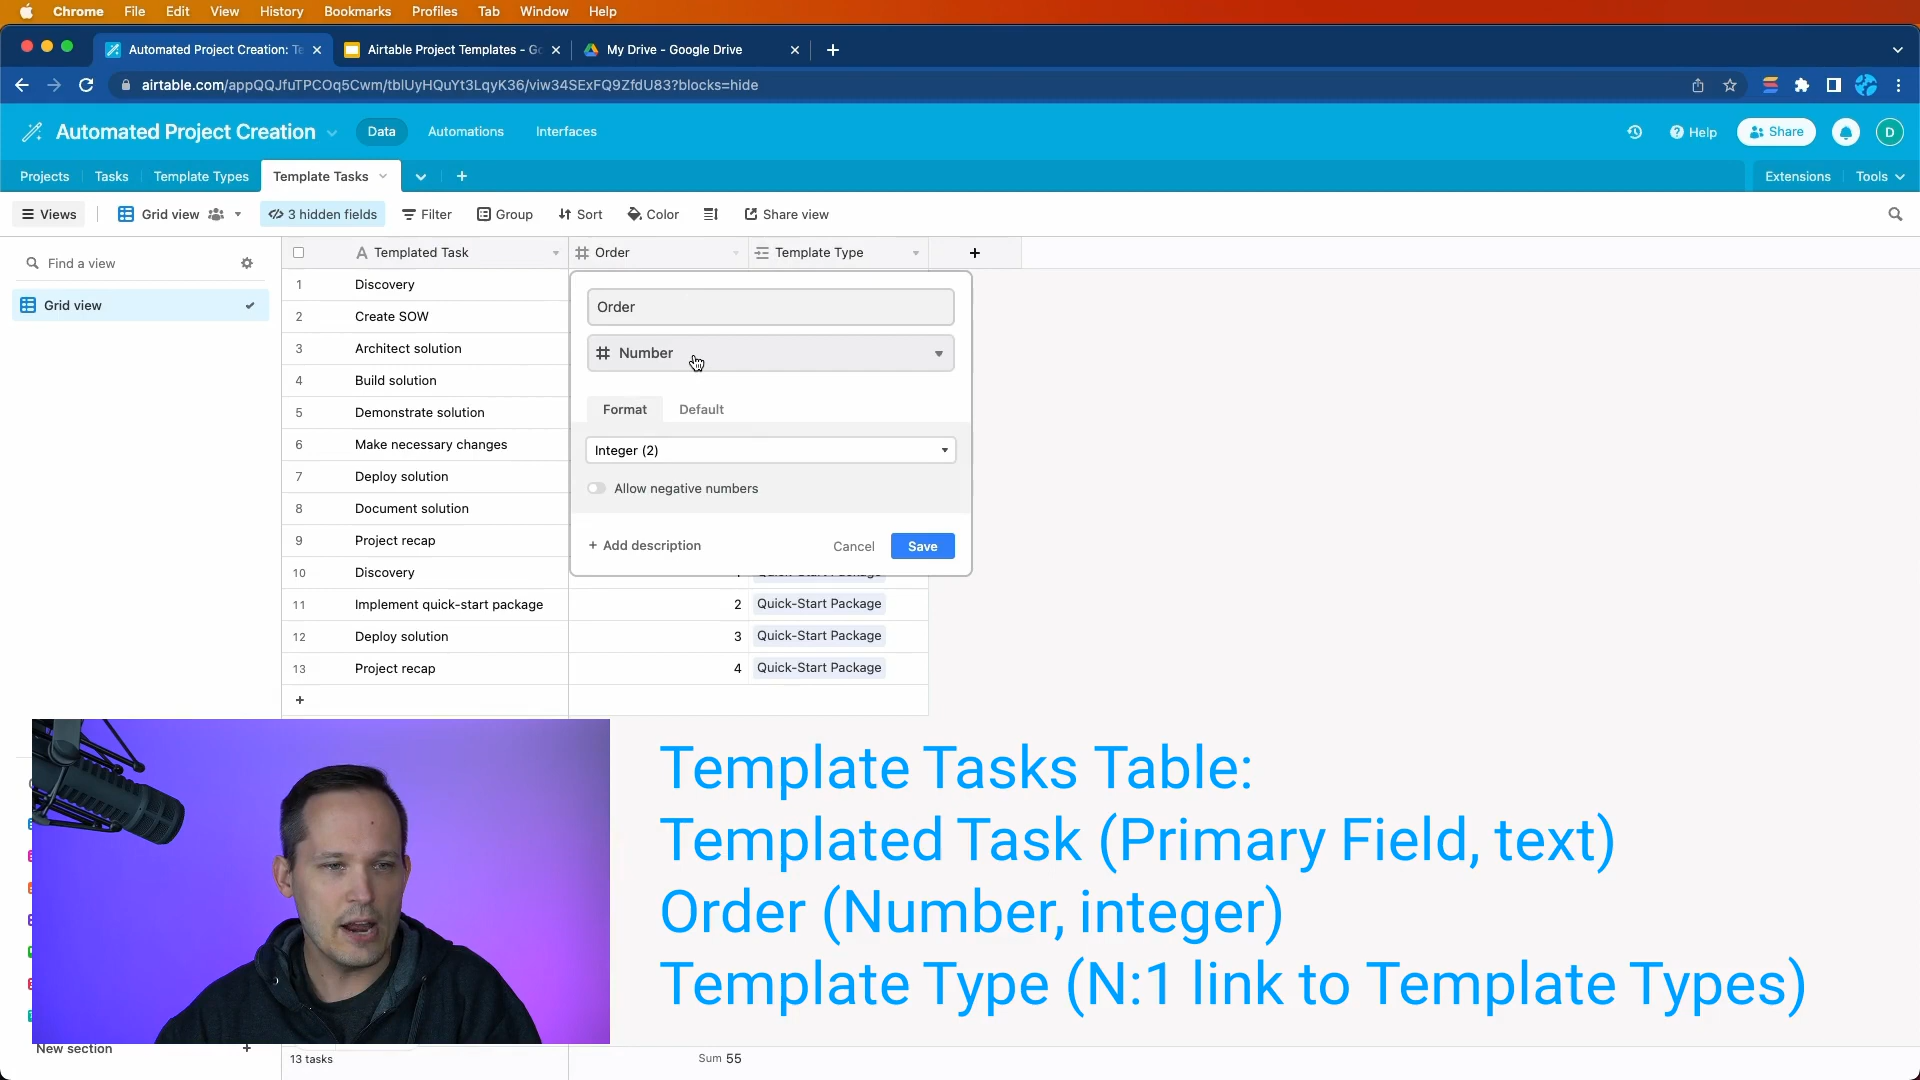 Chrome File Edit View History Bookmarks Profiles Tab Window Help
Automated Project Creation: Te Airtable Project Templates - Go My Drive - Google Drive
airtable.com/appQQJfuTPCOq5Cwm/tblUyHQuYt3LqyK36/viw34SExFQ9ZfdU83?blocks=hide
Automated Project Creation Data Automations Interfaces Help Share D
Projects Tasks Template Types Template Tasks Extensions Tools
Views Grid view 3 hidden fields Filter Group Sort Color Share view
Find a view
Grid view
Templated Task Order Template Type
1 Discovery
2 Create SOW
3 Architect solution
4 Build solution
5 Demonstrate solution
6 Make necessary changes
7 Deploy solution
8 Document solution
9 Project recap
10 Discovery
11 Implement quick-start package 2 Quick-Start Package
12 Deploy solution 3 Quick-Start Package
13 Project recap 4 Quick-Start Package
Order
Number
Format Default
Integer (2)
Allow negative numbers
+ Add description Cancel Save
Template Tasks Table:
Templated Task (Primary Field, text)
Order (Number, integer)
Template Type (N:1 link to Template Types)
New section +
13 tasks Sum 55